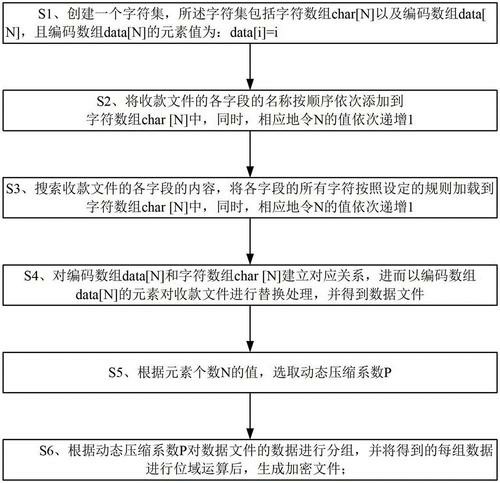 S1、创建一个字符集，所述字符集包括字符数组char[N]以及编码数组data[
N]，且编码数组data[N]的元素值为：data[i]=i
S2、将收款文件的各字段的名称按顺序依次添加到
字符数组char [N]中，同时，相应地令N的值依次递增1
S3、搜索收款文件的各字段的内容，将各字段的所有字符按照设定的规则加载到
字符数组char [N]中，同时，相应地令N的值依次递增1
S4、对编码数组data[N]和字符数组char [N]建立对应关系，进而以编码数组
data[N]的元素对收款文件进行替换处理，并得到数据文件
S5、根据元素个数N的值，选取动态压缩系数P
S6、根据动态压缩系数P对数据文件的数据进行分组，并将得到的每组数据
进行位域运算后，生成加密文件；